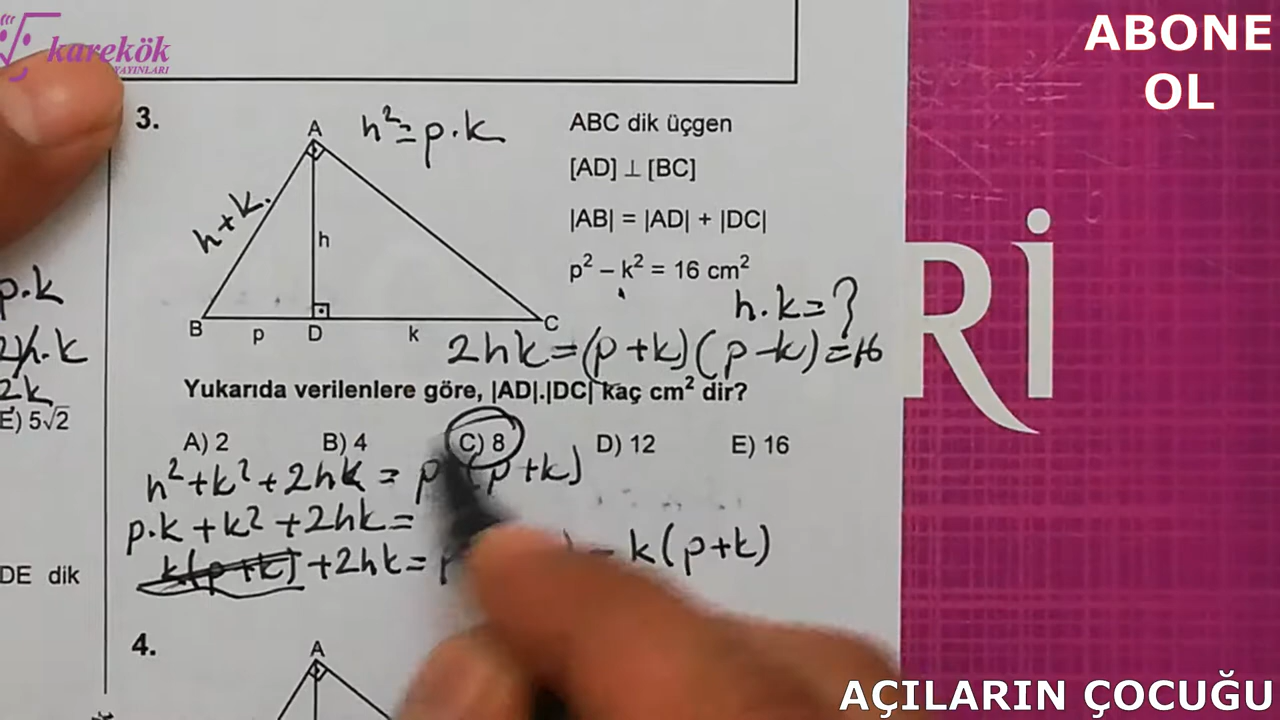 karekök
YAYINLARI
ABONE
OL
3.
A
h²=p.k
ABC dik üçgen
[AD] ⊥ [BC]
|AB| = |AD| + |DC|
p² – k² = 16 cm²
h+k.
h
h.k=?
B
p
D
k
C
2hk=(p+k)(p-k)=16
Yukarıda verilenlere göre, |AD|.|DC| kaç cm² dir?
A) 2 B) 4 C) 8 D) 12 E) 16
h²+k²+2hk = p (p+k)
p.k+k²+2hk=
k(p+k) +2hk= p - k(p+k)
p.k
h.k
2k
E) 5√2
DE dik
4.
A
Rİ
AÇILARIN ÇOCUĞU